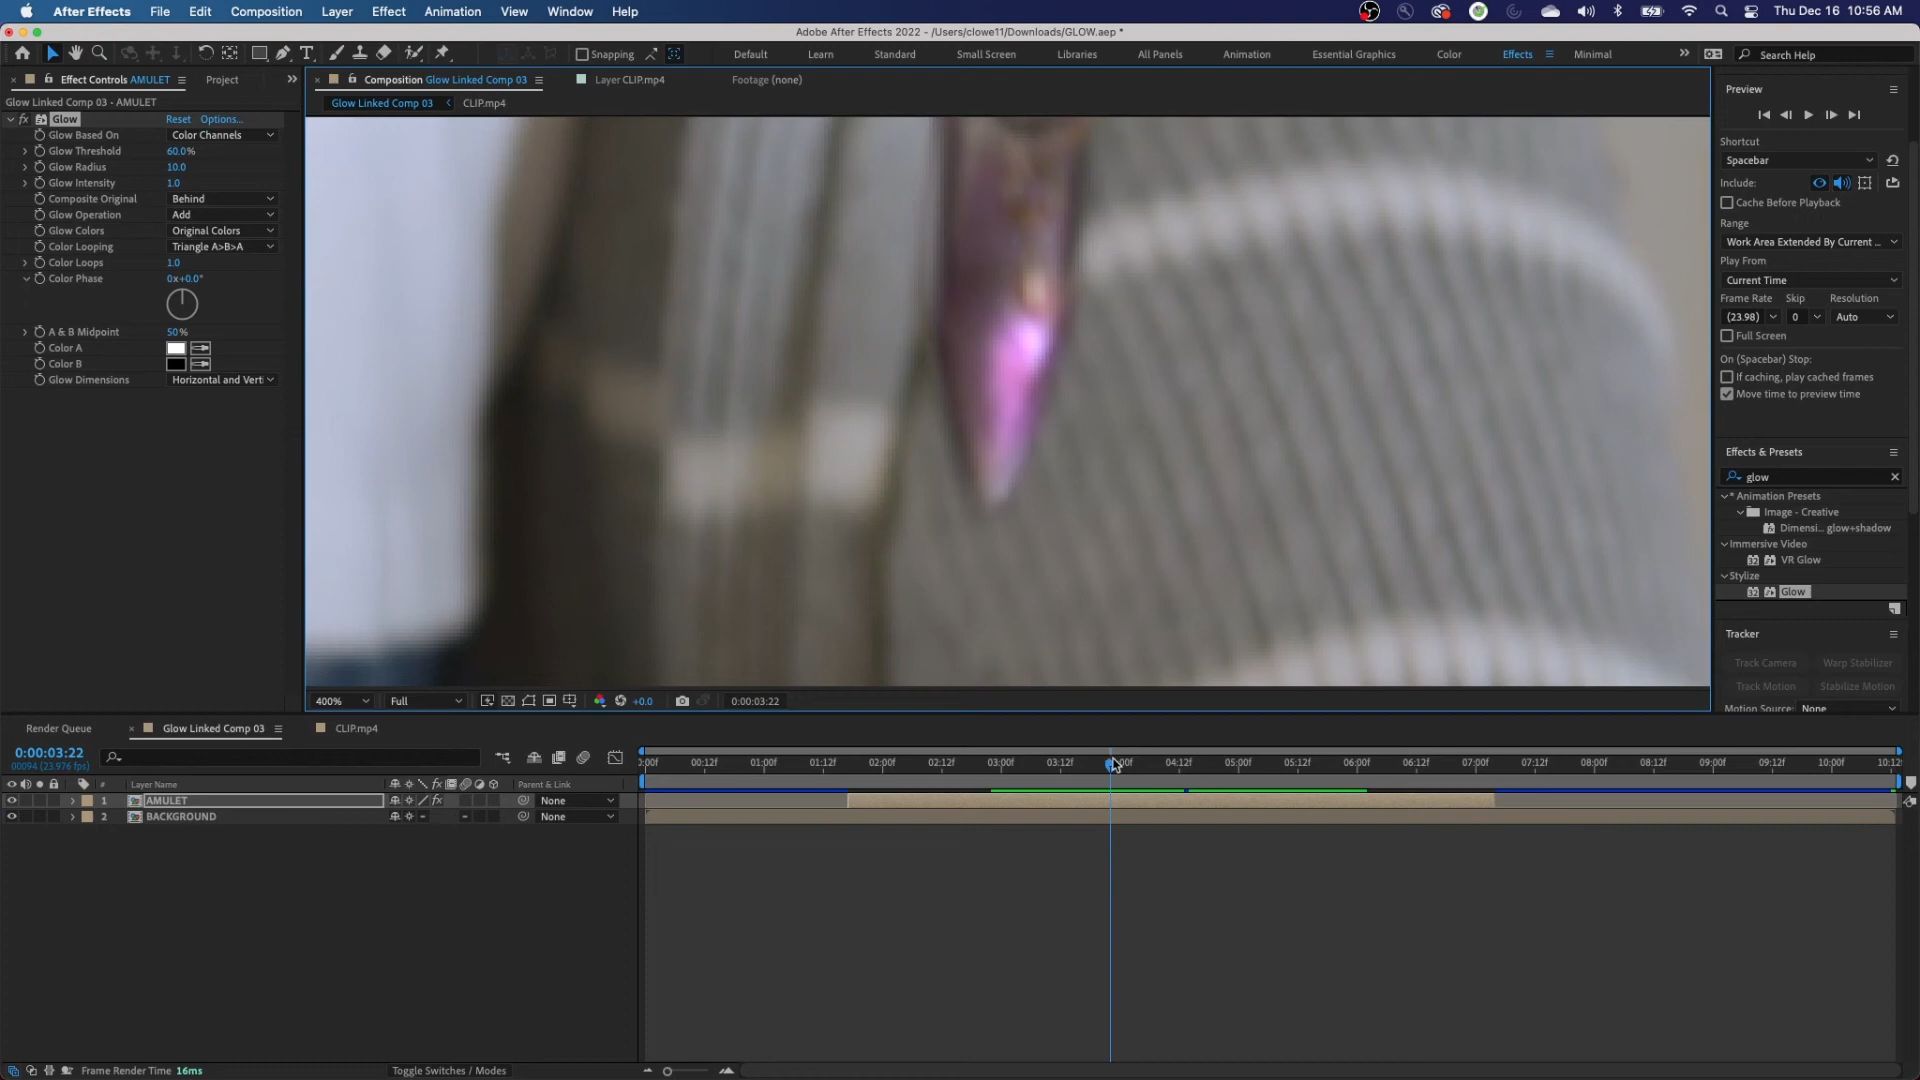 After Effects File Edit Composition Layer Effect Animation View Window Help Thu Dec 16 10:56 AM
Adobe After Effects 2022 - /Users/clowe11/Downloads/GLOW.aep *
Snapping Default Learn Standard Small Screen Libraries All Panels Animation Essential Graphics Color Effects Minimal Search Help
Effect Controls AMULET Project Composition Glow Linked Comp 03 Layer CLIP.mp4 Footage (none)
Glow Linked Comp 03 - AMULET
Glow Linked Comp 03 CLIP.mp4
fx Glow Reset Options...
Glow Based On Color Channels
Glow Threshold 60.0%
Glow Radius 10.0
Glow Intensity 1.0
Composite Original Behind
Glow Operation Add
Glow Colors Original Colors
Color Looping Triangle A>B>A
Color Loops 1.0
Color Phase 0x+0.0°
A & B Midpoint 50%
Color A
Color B
Glow Dimensions Horizontal and Verti
Preview
Shortcut
Spacebar
Include:
Cache Before Playback
Range
Work Area Extended By Current ...
Play From
Current Time
Frame Rate Skip Resolution
(23.98) 0 Auto
Full Screen
On (Spacebar) Stop:
If caching, play cached frames
Move time to preview time
Effects & Presets
glow
* Animation Presets
Image - Creative
Dimensi... glow+shadow
Immersive Video
VR Glow
Stylize
Glow
Tracker
Track Camera Warp Stabilizer
Track Motion Stabilize Motion
Motion Source: None
400% Full +0.0 0:00:03:22
Render Queue Glow Linked Comp 03 CLIP.mp4
0:00:03:22
00094 (23.976 fps)
:00f 00:12f 01:00f 01:12f 02:00f 02:12f 03:00f 03:12f 00f 04:12f 05:00f 05:12f 06:00f 06:12f 07:00f 07:12f 08:00f 08:12f 09:00f 09:12f 10:00f 10:12f
# Layer Name fx Parent & Link
1 AMULET fx None
2 BACKGROUND None
Frame Render Time 16ms Toggle Switches / Modes